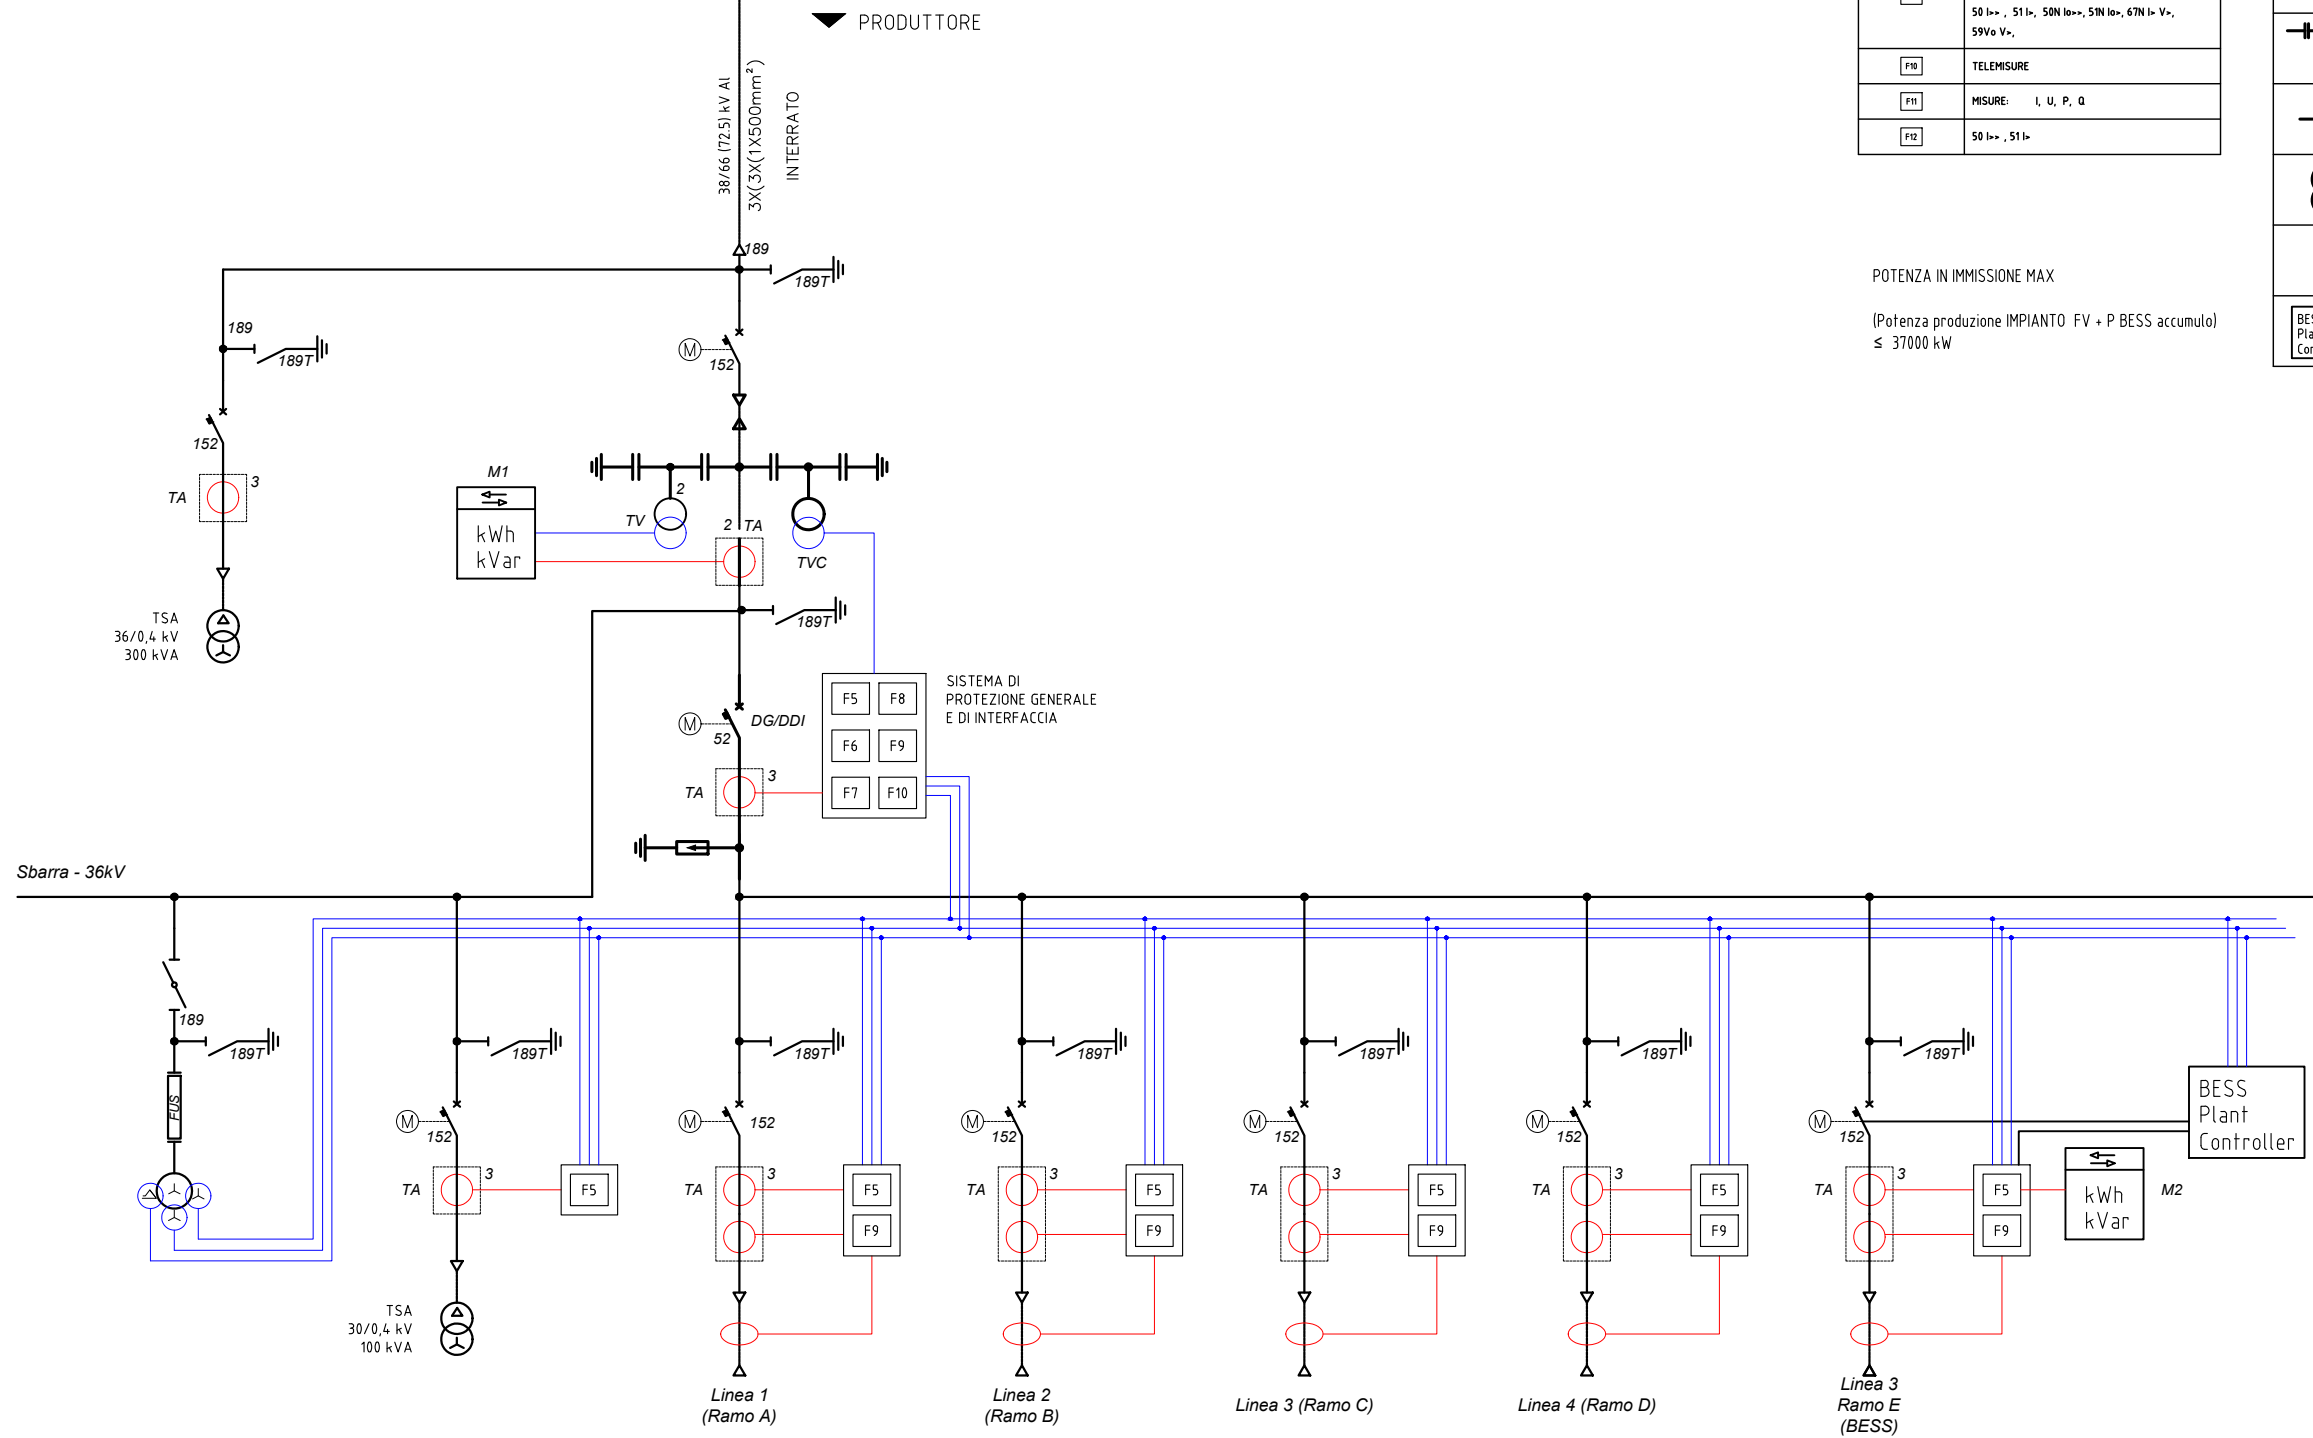 PRODUTTORE
38/66 (72.5) kV Al
3X(3X(1X500mm²)
INTERRATO
50 I>> , 51 I>, 50N Io>>, 51N Io>, 67N I> V>,
59Vo V>,
F10 TELEMISURE
F11 MISURE: I, U, P, Q
F12 50 I>> , 51 I>
POTENZA IN IMMISSIONE MAX
(Potenza produzione IMPIANTO FV + P BESS accumulo)
≤ 37000 kW
189
189T
189
189T
M
152
152
TA
3
TSA
36/0,4 kV
300 kVA
M1
kWh
kVar
2
TV
2 TA
TVC
189T
SISTEMA DI
PROTEZIONE GENERALE
E DI INTERFACCIA
F5 F8
F6 F9
F7 F10
M
DG/DDI
52
TA
3
Sbarra - 36kV
189
189T
189T
189T
189T
189T
189T
189T
FUS
M
152
M
152
M
152
M
152
M
152
M
152
BESS
Plant
Controller
TA 3 F5
TA 3 F5
F9
TA 3 F5
F9
TA 3 F5
F9
TA 3 F5
F9
TA 3 F5
F9
kWh
kVar
M2
TSA
30/0,4 kV
100 kVA
Linea 1
(Ramo A)
Linea 2
(Ramo B)
Linea 3 (Ramo C)
Linea 4 (Ramo D)
Linea 3
Ramo E
(BESS)